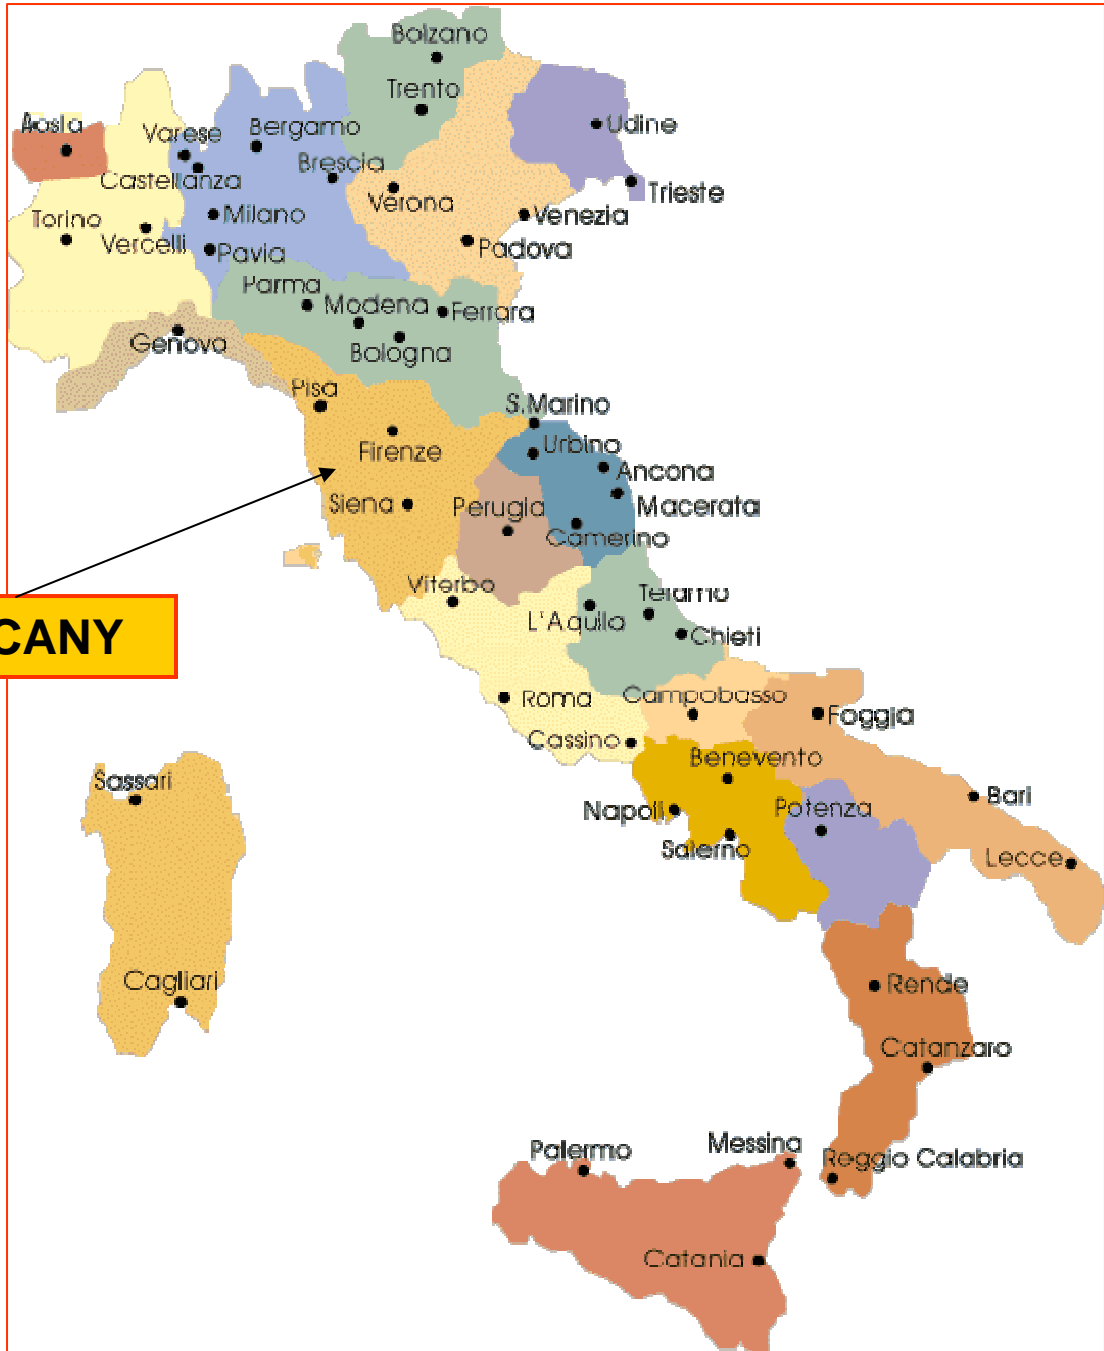 Bolzano
Trento
Aosta
Varese
Bergamo
Udine
Brescia
Castellanza
Verona
Trieste
Torino
Milano
Venezia
Vercelli
Pavia
Padova
Parma
Modena
Ferrara
Genova
Bologna
Pisa
S.Marino
Firenze
Urbino
Ancona
Siena
Perugia
Macerata
Camerino
Viterbo
Teramo
L'Aquila
CANY
Chieti
Roma
Campobasso
Foggia
Cassino
Benevento
Sassari
Napoli
Potenza
Bari
Salerno
Lecce
Cagliari
Rende
Catanzaro
Palermo
Messina
Reggio Calabria
Catania